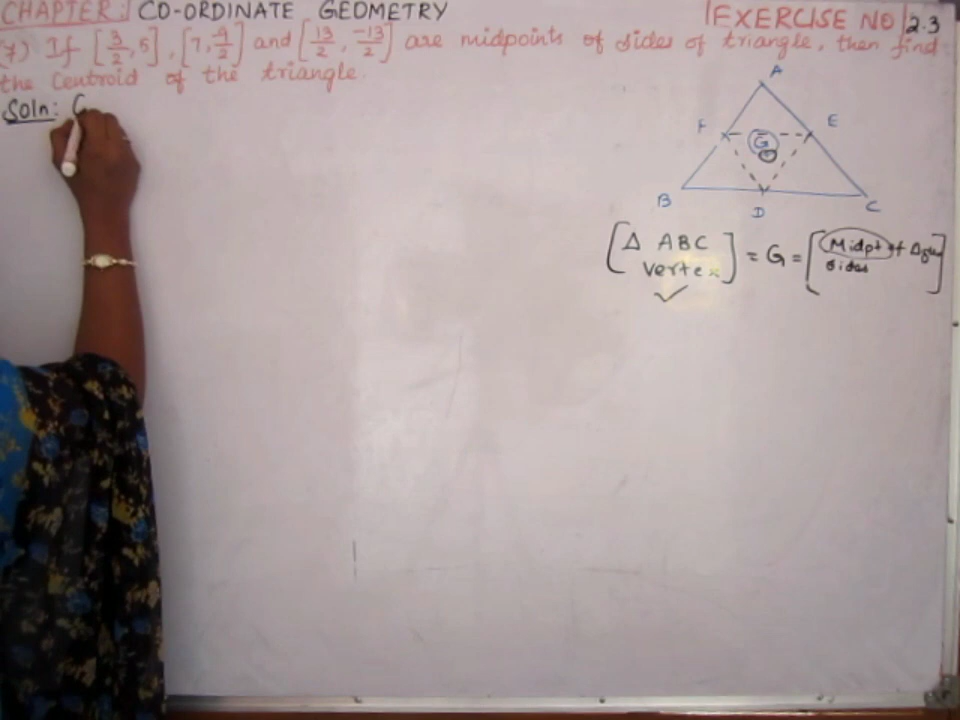 CHAPTER: CO-ORDINATE GEOMETRY
EXERCISE NO 2.3
(7) If [3/2, 5], [7, -9/2] and [13/2, -13/2] are midpoints of sides of triangle, then find
the Centroid of the triangle.
Soln: G
A
F
E
G
B
D
C
[Δ ABC vertex] = G = [Midpt of Δ sides]
✓